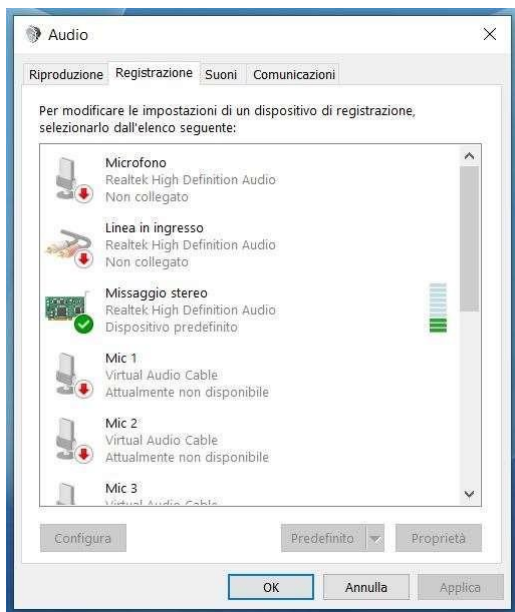 Audio
Riproduzione Registrazione Suoni Comunicazioni
Per modificare le impostazioni di un dispositivo di registrazione,
selezionarlo dall'elenco seguente:
Microfono
Realtek High Definition Audio
Non collegato
Linea in ingresso
Realtek High Definition Audio
Non collegato
Missaggio stereo
Realtek High Definition Audio
Dispositivo predefinito
Mic 1
Virtual Audio Cable
Attualmente non disponibile
Mic 2
Virtual Audio Cable
Attualmente non disponibile
Mic 3
Virtual Audio Cable
Configura Predefinito Proprietà
OK Annulla Applica